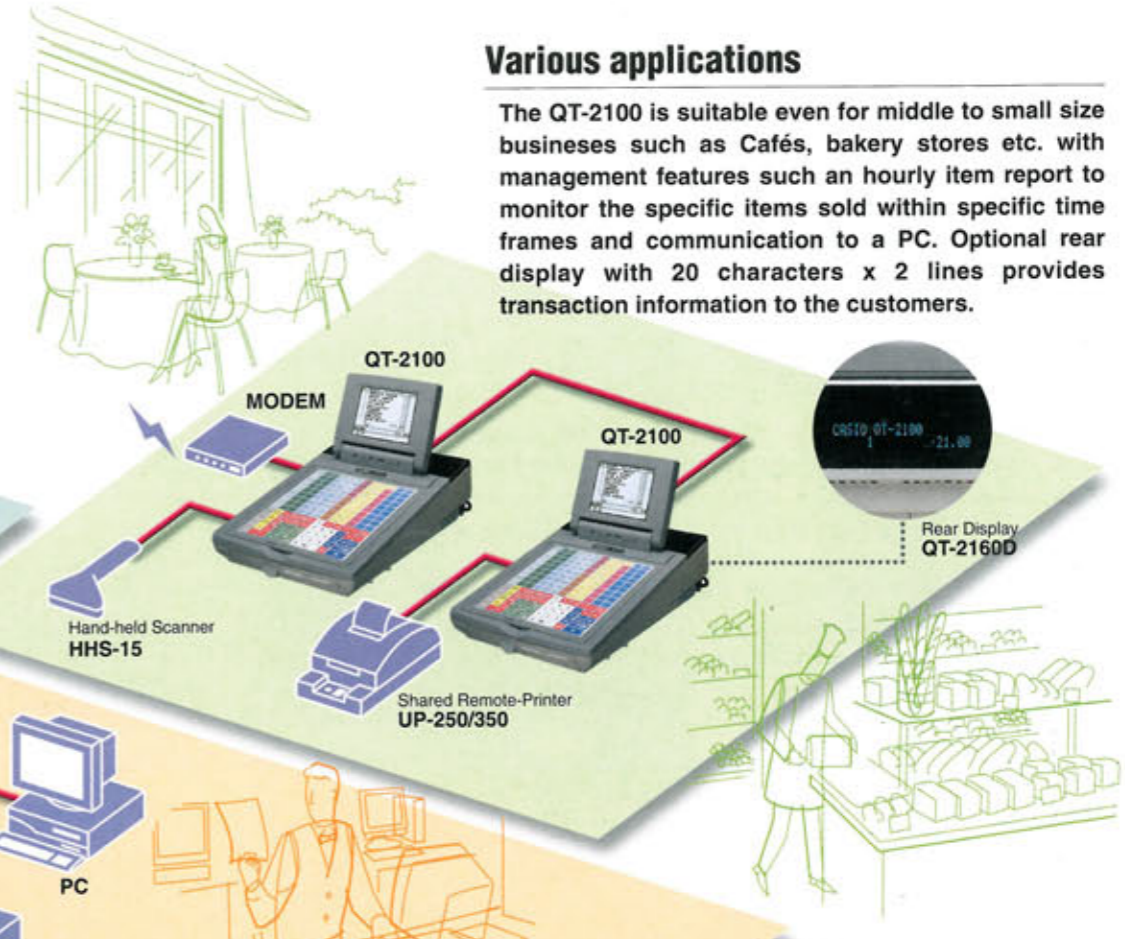 Various applications
The QT-2100 is suitable even for middle to small size
busineses such as Cafés, bakery stores etc. with
management features such an hourly item report to
monitor the specific items sold within specific time
frames and communication to a PC. Optional rear
display with 20 characters x 2 lines provides
transaction information to the customers.
QT-2100
MODEM
QT-2100
CASIO QT-2100
1 ·21.00
Rear Display
QT-2160D
Hand-held Scanner
HHS-15
Shared Remote-Printer
UP-250/350
PC